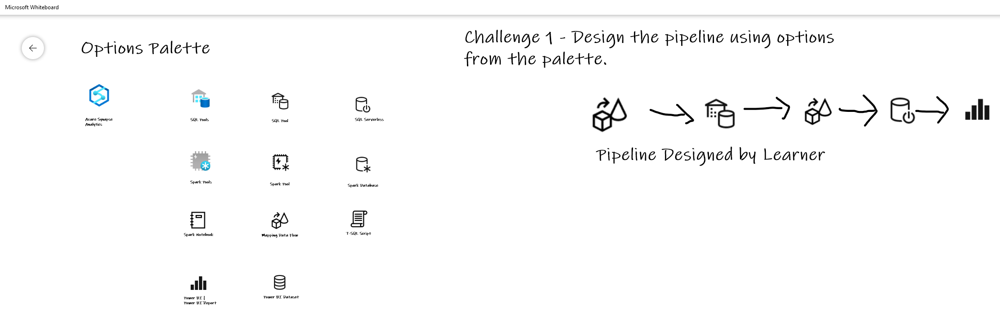 Microsoft Whiteboard
Options Palette
Challenge 1 - Design the pipeline using options
from the palette.
Azure Synapse
Analytics
SQL Pools
SQL Pool
SQL Serverless
Pipeline Designed by Learner
Spark Pools
Spark Pool
Spark Database
Spark Notebook
Mapping Data Flow
T-SQL Script
Power BI |
Power BI Report
Power BI Dataset